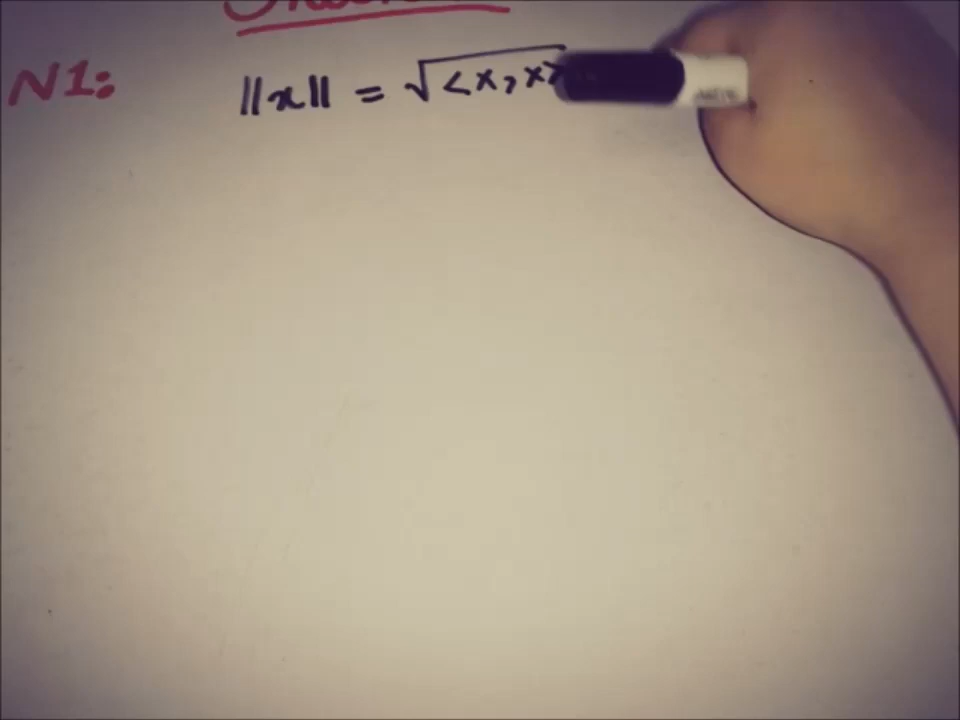 N1: ||x|| = √<x, x>